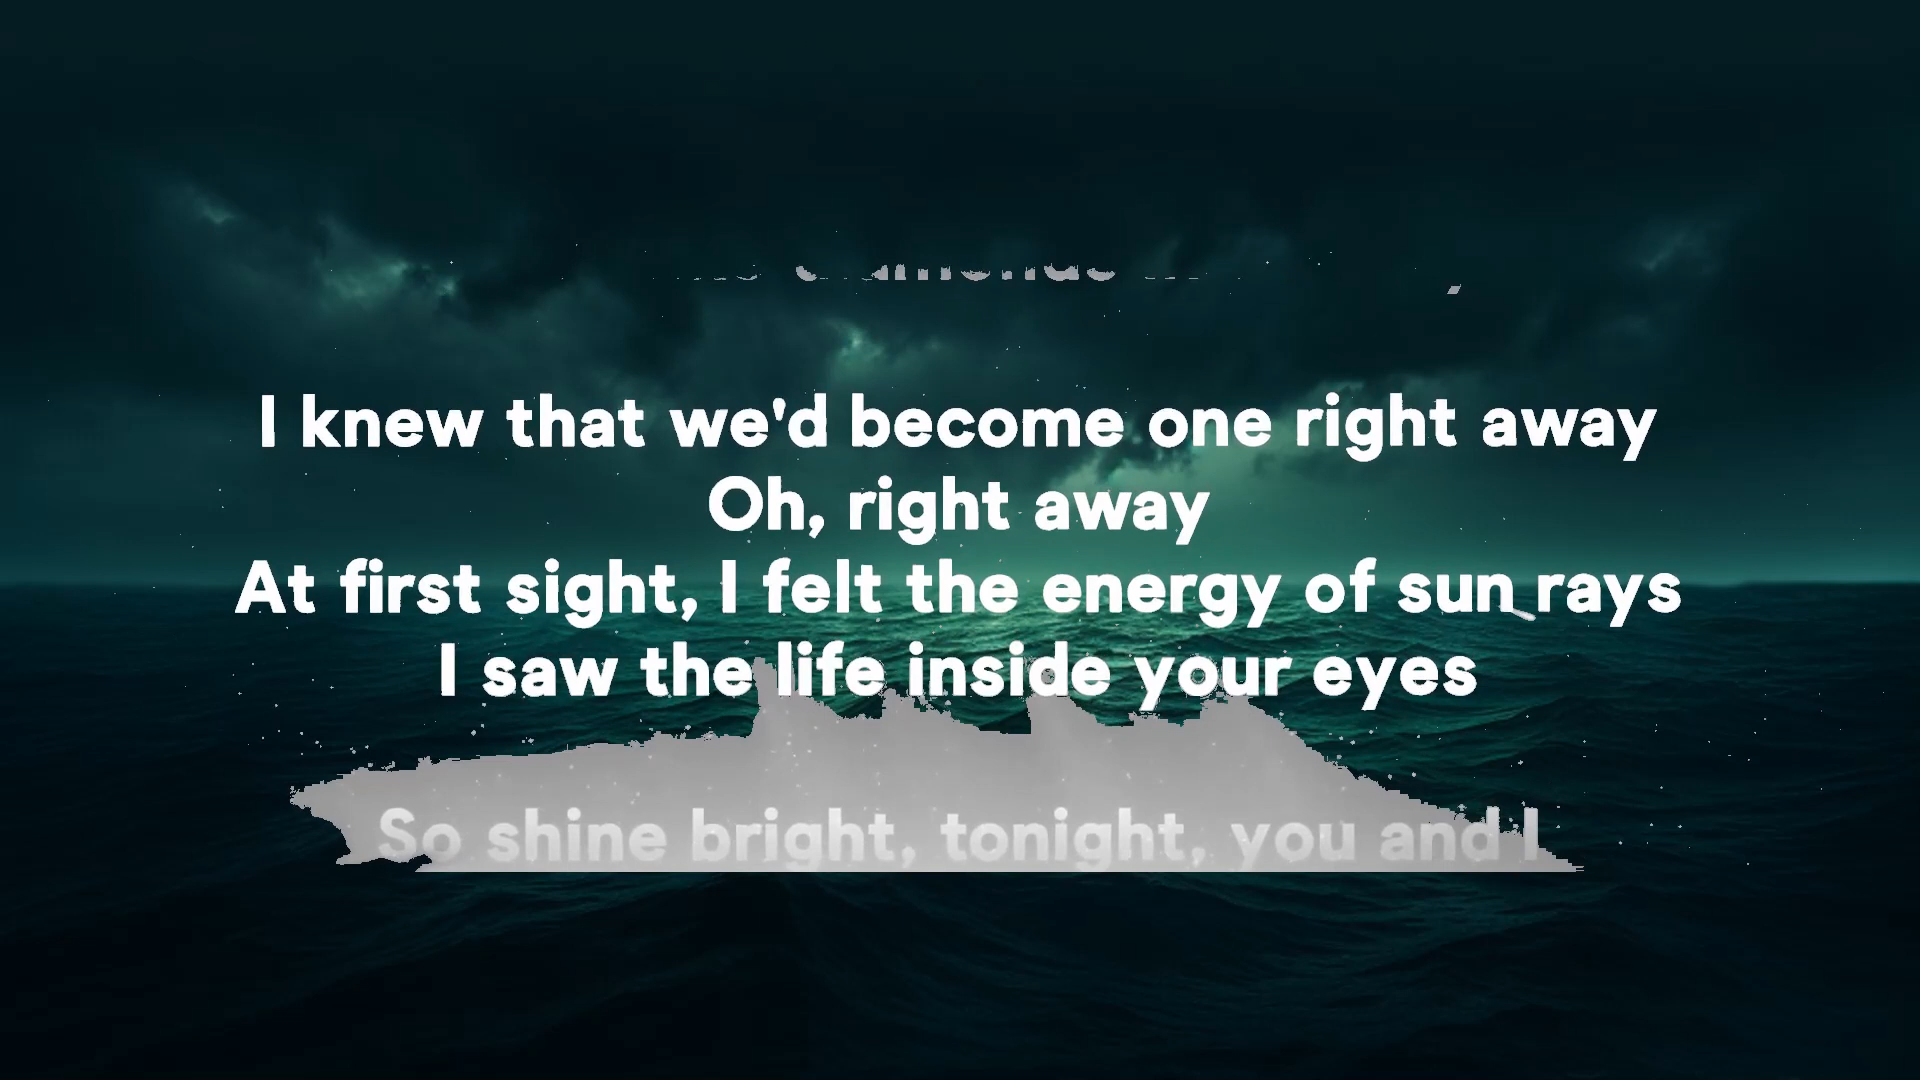 I knew that we'd become one right away
Oh, right away
At first sight, I felt the energy of sun rays
I saw the life inside your eyes
So shine bright, tonight, you and I